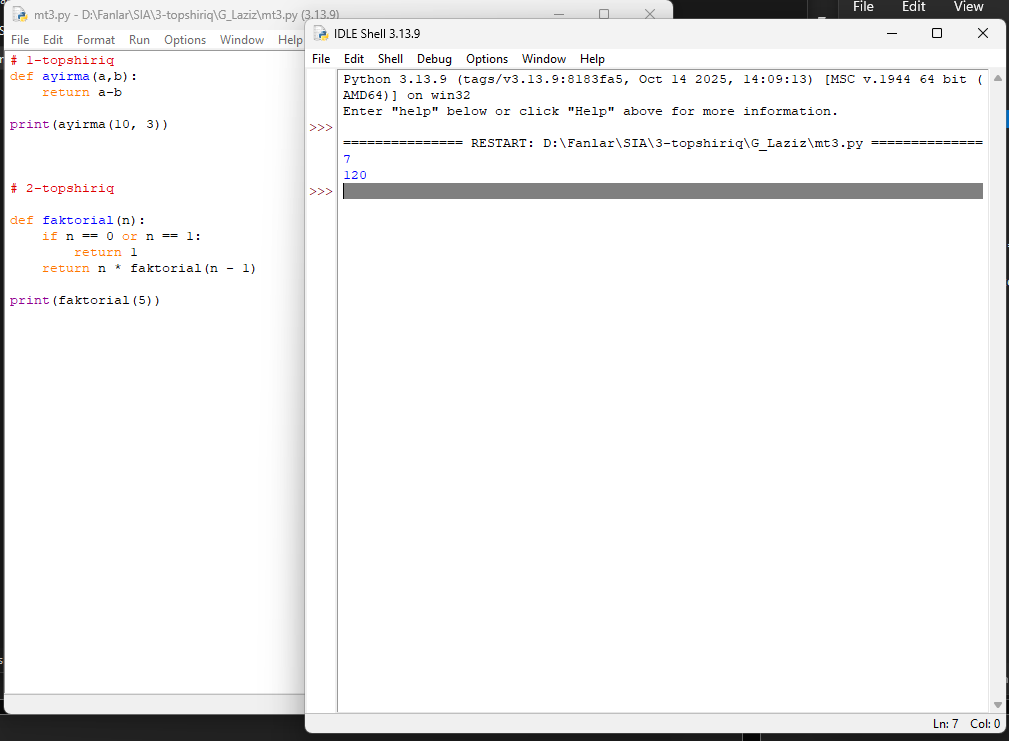 mt3.py - D:\Fanlar\SIA\3-topshiriq\G_Laziz\mt3.py (3.13.9)
File Edit Format Run Options Window Help
# 1-topshiriq
def ayirma(a,b):
    return a-b
print(ayirma(10, 3))
# 2-topshiriq
def faktorial(n):
    if n == 0 or n == 1:
        return 1
    return n * faktorial(n - 1)
print(faktorial(5))
File Edit View
IDLE Shell 3.13.9
File Edit Shell Debug Options Window Help
Python 3.13.9 (tags/v3.13.9:8183fa5, Oct 14 2025, 14:09:13) [MSC v.1944 64 bit (
AMD64)] on win32
Enter "help" below or click "Help" above for more information.
>>>
=============== RESTART: D:\Fanlar\SIA\3-topshiriq\G_Laziz\mt3.py ==============
7
120
>>>
Ln: 7 Col: 0